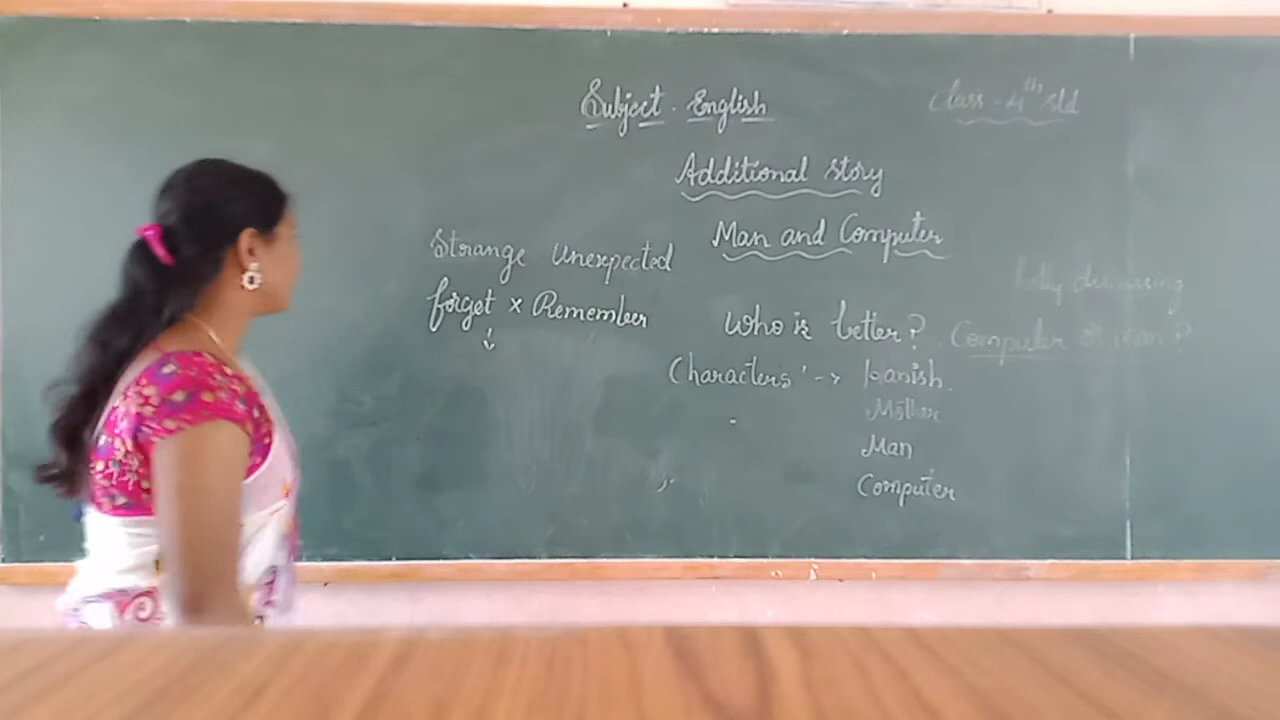 Subject - English
class - 4th std
Additional story
Man and Computer
Strange Unexpected
forget × Remember
Who is better? Computer or Man?
Characters' -> 
Mother
Man
Computer